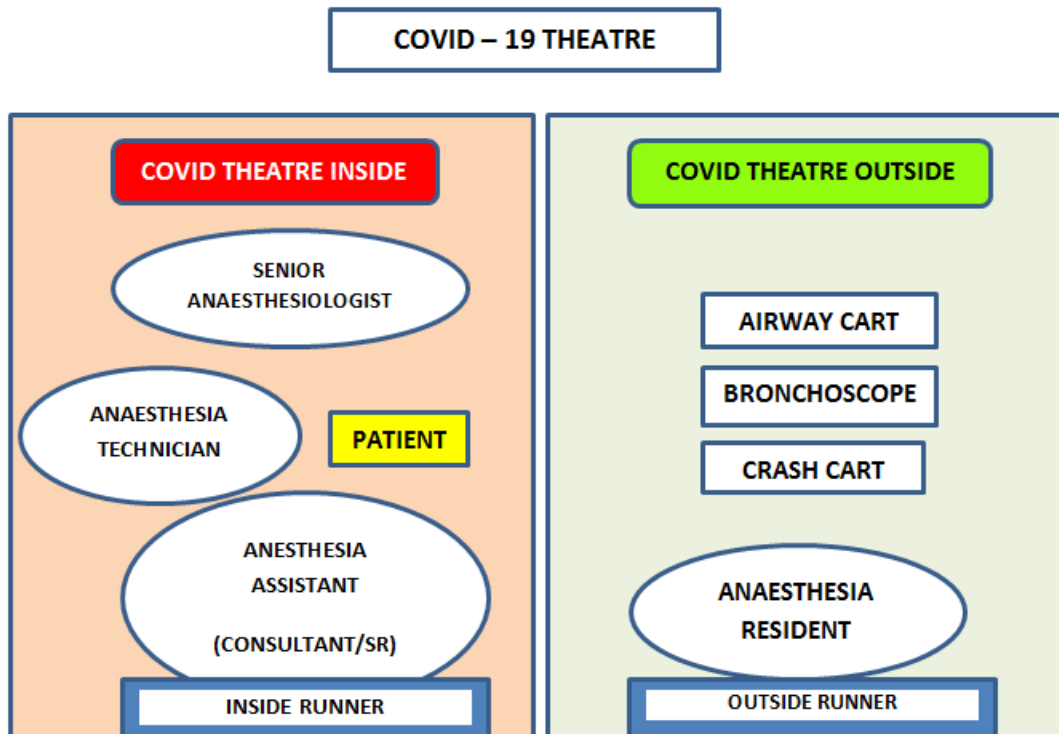 COVID – 19 THEATRE
COVID THEATRE INSIDE
SENIOR
ANAESTHESIOLOGIST
ANAESTHESIA
TECHNICIAN
PATIENT
ANESTHESIA
ASSISTANT
(CONSULTANT/SR)
INSIDE RUNNER
COVID THEATRE OUTSIDE
AIRWAY CART
BRONCHOSCOPE
CRASH CART
ANAESTHESIA
RESIDENT
OUTSIDE RUNNER